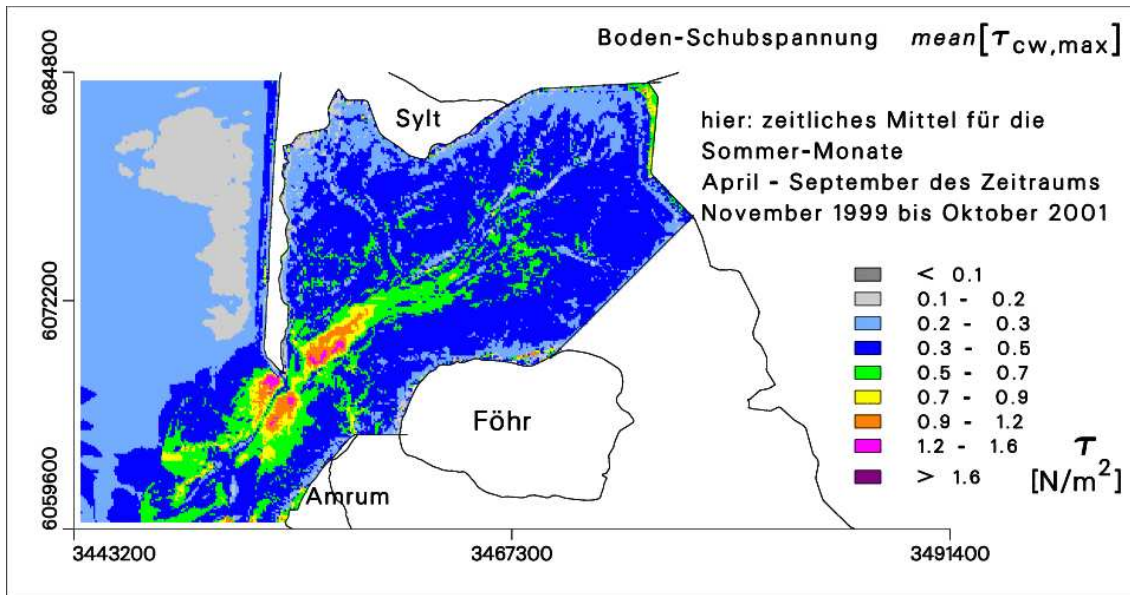 Boden-Schubspannung mean[τcw,max]
hier: zeitliches Mittel für die
Sommer-Monate
April - September des Zeitraums
November 1999 bis Oktober 2001
Sylt
Föhr
Amrum
< 0.1
0.1 - 0.2
0.2 - 0.3
0.3 - 0.5
0.5 - 0.7
0.7 - 0.9
0.9 - 1.2
1.2 - 1.6
> 1.6
τ
[N/m²]
6084800
6072200
6059600
3443200
3467300
3491400